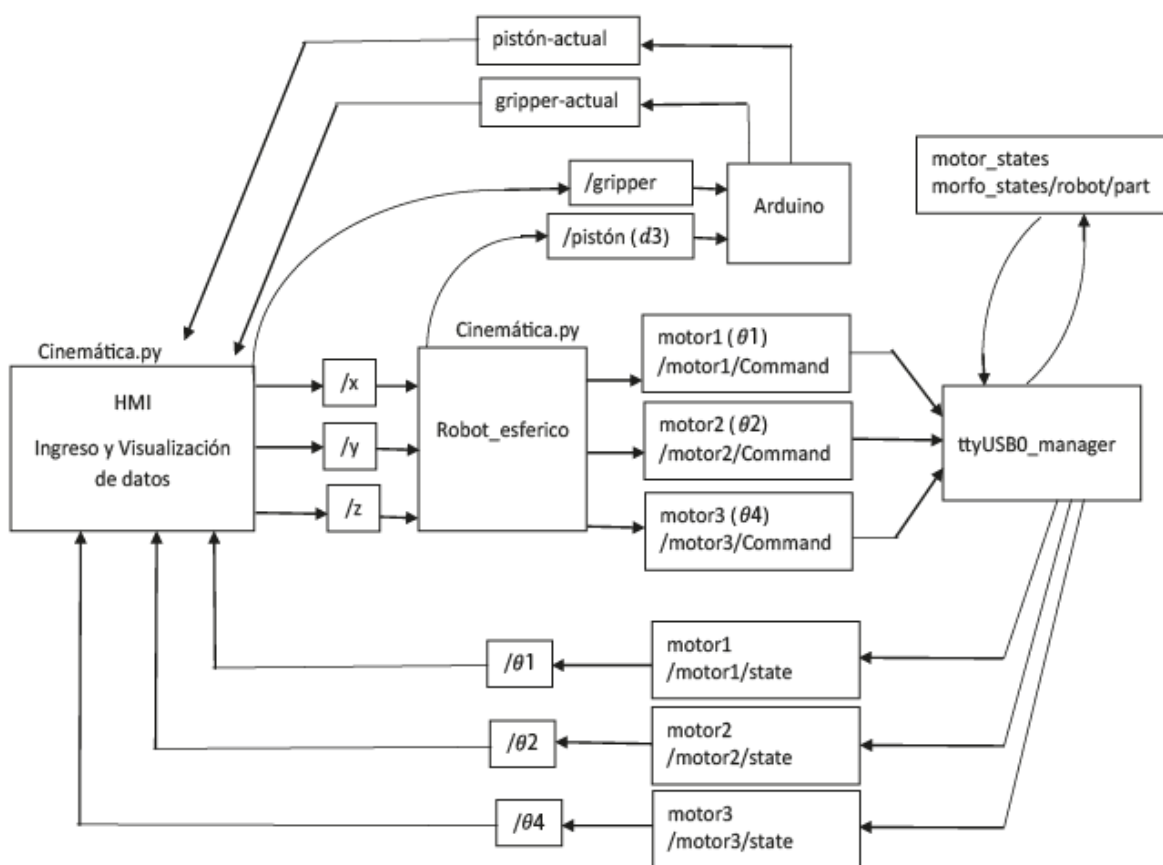 pistón-actual
gripper-actual
/gripper
/pistón (d3)
Arduino
motor_states
morfo_states/robot/part
Cinemática.py
HMI
Ingreso y Visualización
de datos
/x
/y
/z
Cinemática.py
Robot_esferico
motor1 (θ1)
/motor1/Command
motor2 (θ2)
/motor2/Command
motor3 (θ4)
/motor3/Command
ttyUSB0_manager
/θ1
motor1
/motor1/state
/θ2
motor2
/motor2/state
/θ4
motor3
/motor3/state